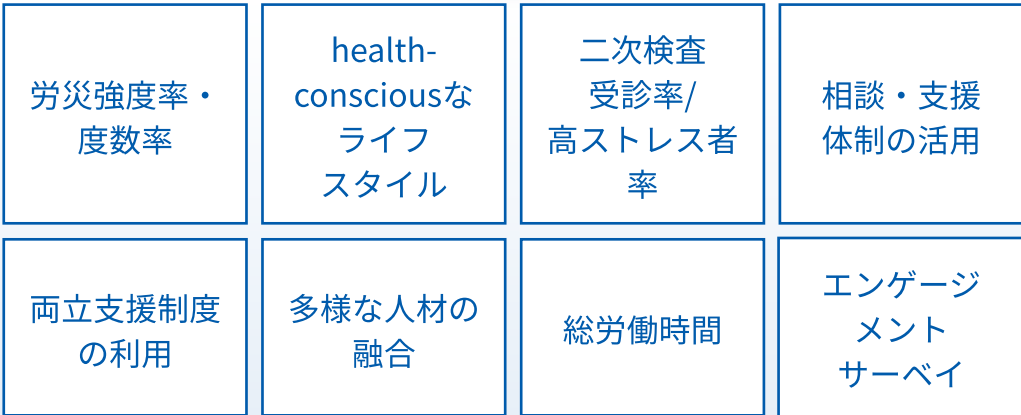 労災強度率・
度数率
health-
consciousな
ライフ
スタイル
二次検査
受診率/
高ストレス者
率
相談・支援
体制の活用
両立支援制度
の利用
多様な人材の
融合
総労働時間
エンゲージ
メント
サーベイ